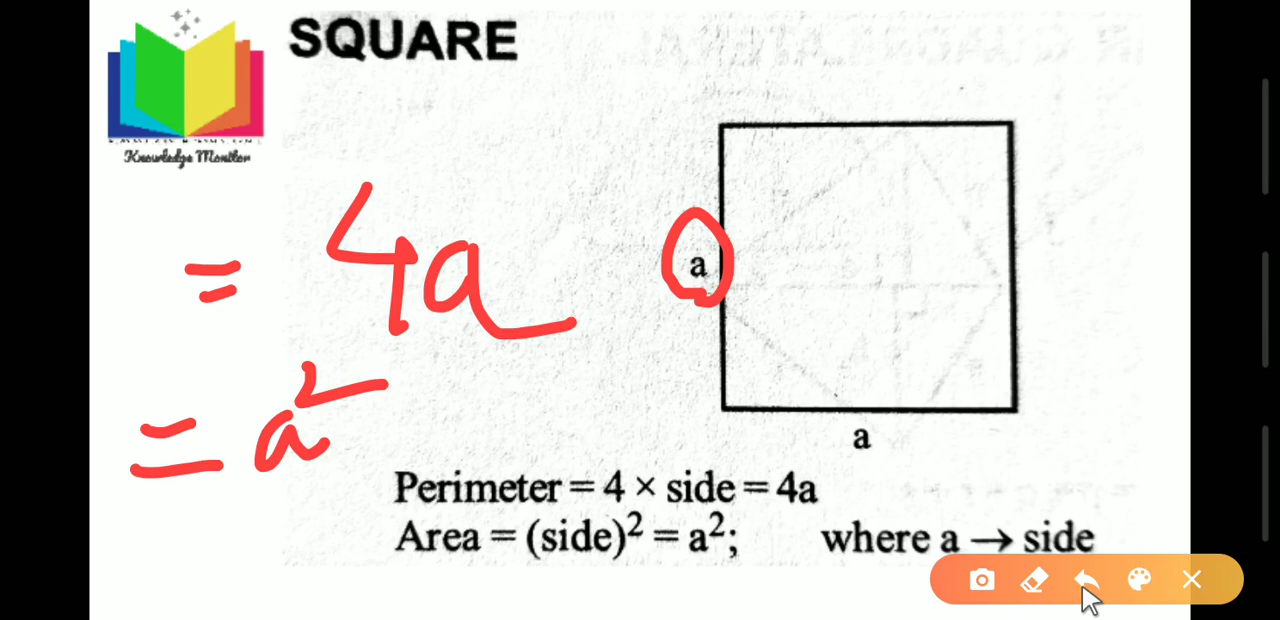 SQUARE
Knowledge Monitor
= 4a
a
= a²
a
Perimeter = 4 × side = 4a
Area = (side)² = a²; where a → side